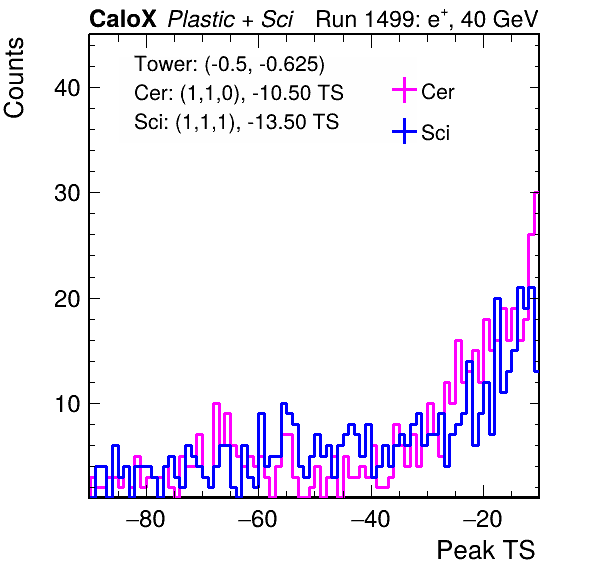 CaloX Plastic + Sci Run 1499: e⁺, 40 GeV
Counts
Tower: (-0.5, -0.625)
Cer: (1,1,0), -10.50 TS
Sci: (1,1,1), -13.50 TS
Cer
Sci
40
30
20
10
−80 −60 −40 −20
Peak TS